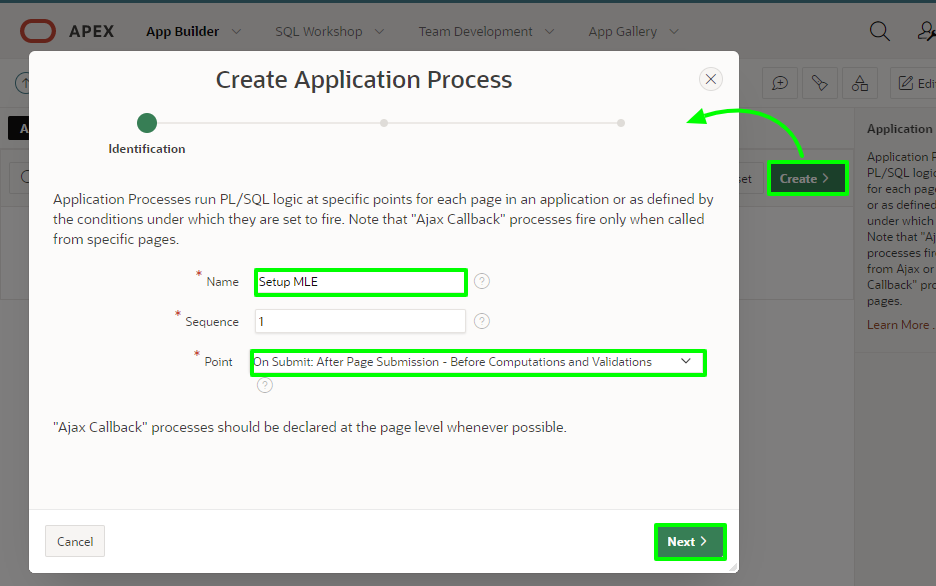 APEX App Builder SQL Workshop Team Development App Gallery
Create Application Process
Edi
A
Identification
Application
Application P
PL/SQL logic
for each page
or as defined
under which
Note that "Aj
processes fire
from Ajax or
Callback" pro
pages.
Learn More ..
set
Create
Application Processes run PL/SQL logic at specific points for each page in an application or as defined by
the conditions under which they are set to fire. Note that "Ajax Callback" processes fire only when called
from specific pages.
* Name Setup MLE ?
* Sequence 1 ?
* Point On Submit: After Page Submission - Before Computations and Validations
?
"Ajax Callback" processes should be declared at the page level whenever possible.
Cancel
Next